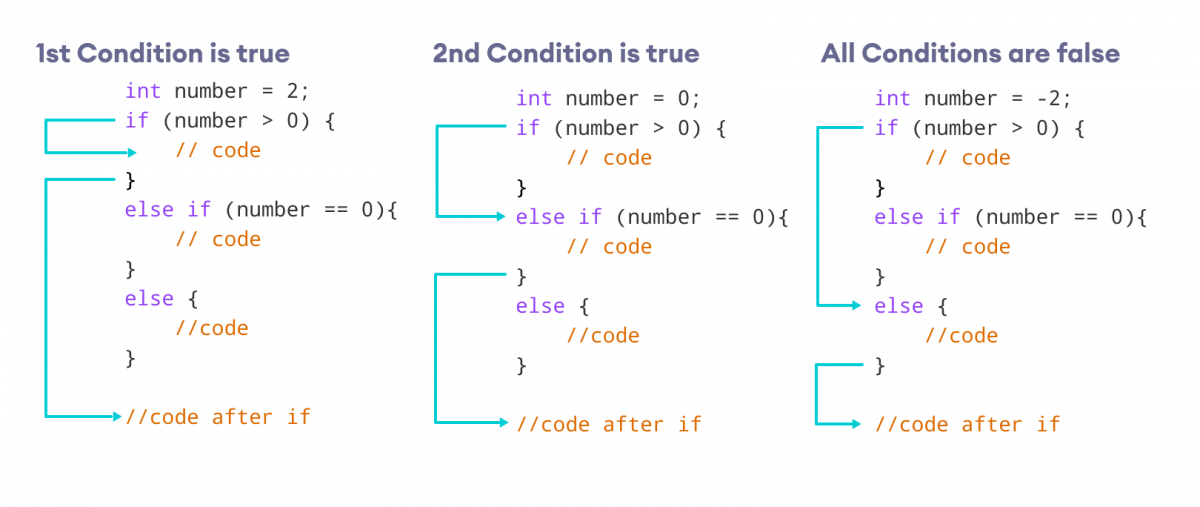 1st Condition is true
int number = 2;
if (number > 0) {
// code
}
else if (number == 0){
// code
}
else {
//code
}
//code after if
2nd Condition is true
int number = 0;
if (number > 0) {
// code
}
else if (number == 0){
// code
}
else {
//code
}
//code after if
All Conditions are false
int number = -2;
if (number > 0) {
// code
}
else if (number == 0){
// code
}
else {
//code
}
//code after if